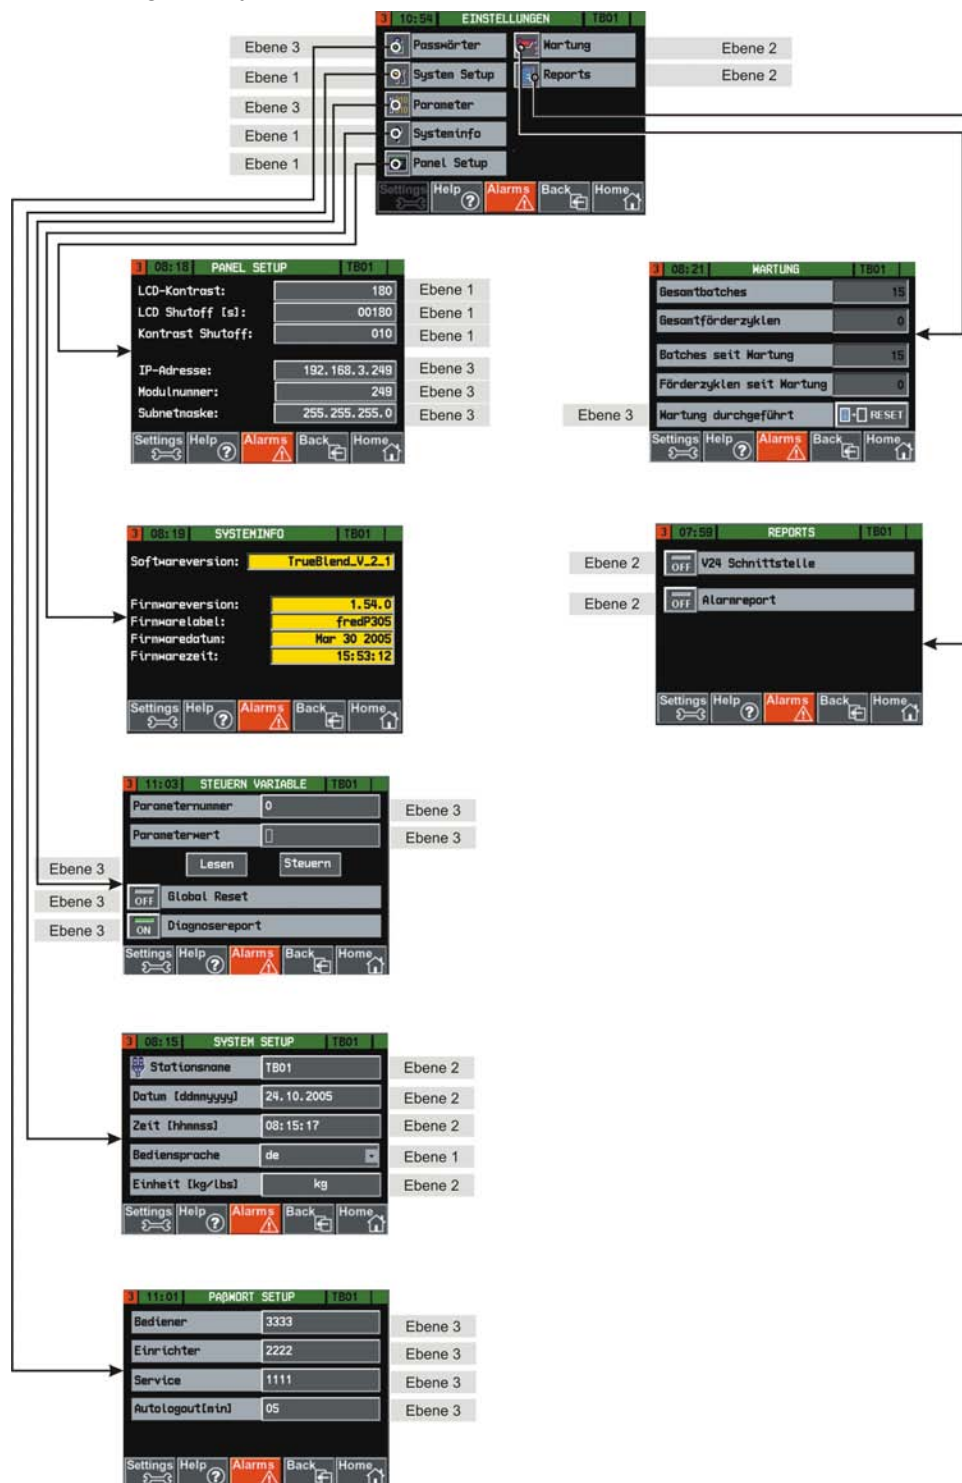 3 10:54 EINSTELLUNGEN TB01
Ebene 3 Passwörter Wartung Ebene 2
Ebene 1 System Setup Reports Ebene 2
Ebene 3 Parameter
Ebene 1 Systeminfo
Ebene 1 Panel Setup
Settings Help ? Alarms Back Home
3 08:18 PANEL SETUP TB01
LCD-Kontrast: 180 Ebene 1
LCD Shutoff [s]: 00180 Ebene 1
Kontrast Shutoff: 010 Ebene 1
IP-Adresse: 192.168.3.249 Ebene 3
Modulnummer: 249 Ebene 3
Subnetmaske: 255.255.255.0 Ebene 3
Settings Help ? Alarms Back Home
3 08:21 WARTUNG TB01
Gesamtbatches 15
Gesamtförderzyklen 0
Batches seit Wartung 15
Förderzyklen seit Wartung 0
Ebene 3 Wartung durchgeführt RESET
Settings Help ? Alarms Back Home
3 08:19 SYSTEMINFO TB01
Softwareversion: TrueBlend_V_2_1
Firmwareversion: 1.54.0
Firmwarelabel: fredP305
Firmwaredatum: Mar 30 2005
Firmwarezeit: 15:53:12
Settings Help ? Alarms Back Home
3 07:59 REPORTS TB01
Ebene 2 OFF V24 Schnittstelle
Ebene 2 OFF Alarmreport
Settings Help ? Alarms Back Home
3 11:03 STEUERN VARIABLE TB01
Parameternummer 0 Ebene 3
Parameterwert Ebene 3
Ebene 3 Lesen Steuern
Ebene 3 OFF Global Reset
Ebene 3 ON Diagnosereport
Settings Help ? Alarms Back Home
3 08:15 SYSTEM SETUP TB01
Stationsname TB01 Ebene 2
Datum [ddmmyyyy] 24.10.2005 Ebene 2
Zeit [hhmmss] 08:15:17 Ebene 2
Bediensprache de Ebene 1
Einheit [kg/lbs] kg Ebene 2
Settings Help ? Alarms Back Home
3 11:01 PAßWORT SETUP TB01
Bediener 3333 Ebene 3
Einrichter 2222 Ebene 3
Service 1111 Ebene 3
Autologout[min] 05 Ebene 3
Settings Help ? Alarms Back Home